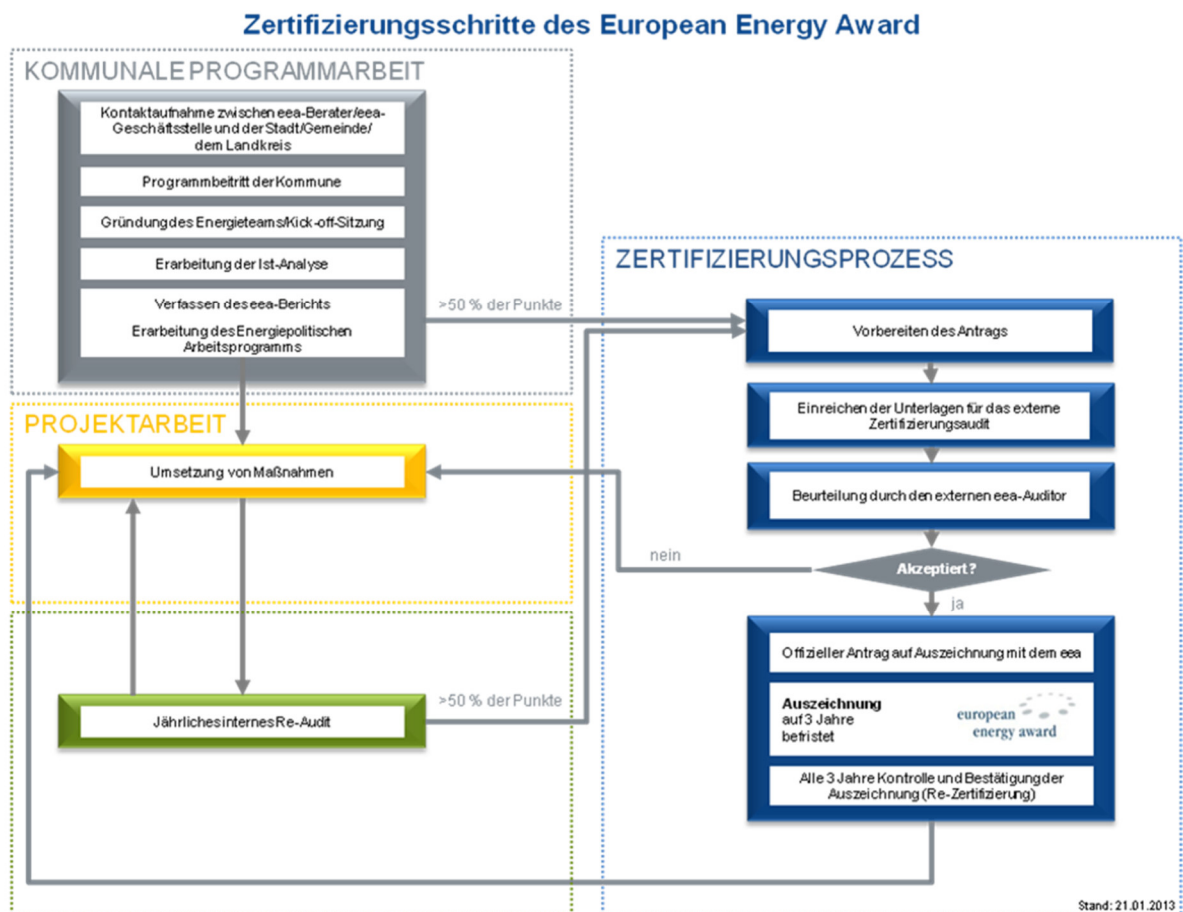 Zertifizierungsschritte des European Energy Award
KOMMUNALE PROGRAMMARBEIT
Kontaktaufnahme zwischen eea-Berater/eea-
Geschäftsstelle und der Stadt/Gemeinde/
dem Landkreis
Programmbeitritt der Kommune
Gründung des Energieteams/Kick-off-Sitzung
Erarbeitung der Ist-Analyse
Verfassen des eea-Berichts
Erarbeitung des Energiepolitischen
Arbeitsprogramms
>50 % der Punkte
PROJEKTARBEIT
Umsetzung von Maßnahmen
Jährliches internes Re-Audit
>50 % der Punkte
ZERTIFIZIERUNGSPROZESS
Vorbereiten des Antrags
Einreichen der Unterlagen für das externe
Zertifizierungsaudit
Beurteilung durch den externen eea-Auditor
Akzeptiert?
nein
ja
Offizieller Antrag auf Auszeichnung mit dem eea
Auszeichnung
auf 3 Jahre
befristet
european
energy award
Alle 3 Jahre Kontrolle und Bestätigung der
Auszeichnung (Re-Zertifizierung)
Stand: 21.01.2013